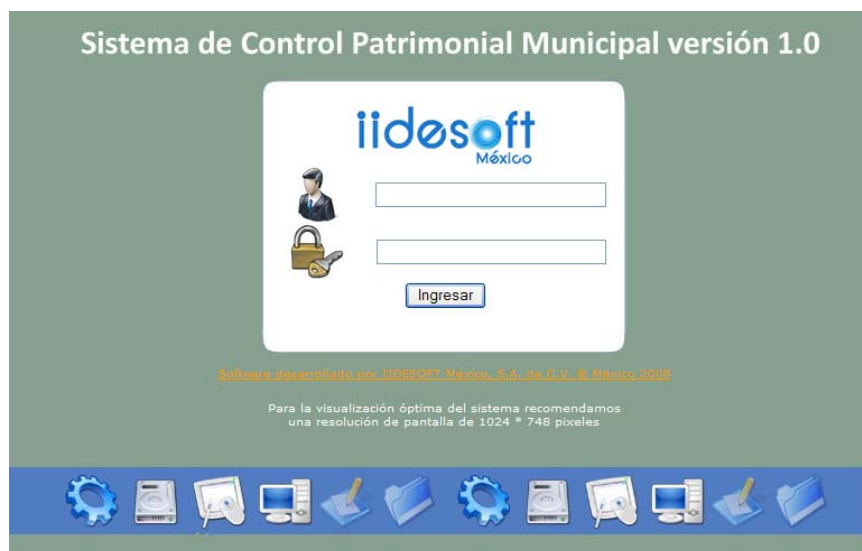 Sistema de Control Patrimonial Municipal versión 1.0
iidesoft
México
Ingresar
Software desarrollado por IIDESOFT México, S.A. de C.V. © México 2008
Para la visualización óptima del sistema recomendamos
una resolución de pantalla de 1024 * 748 pixeles